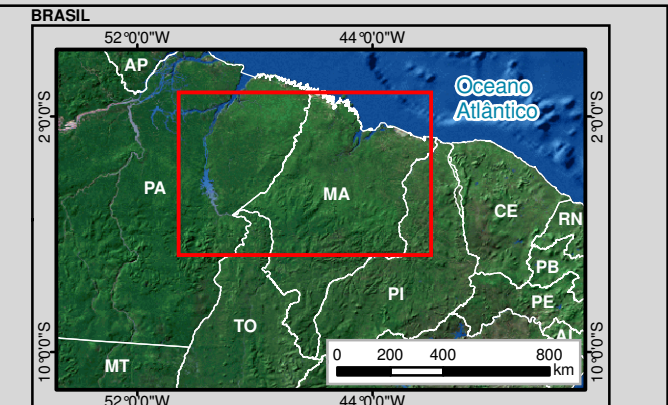 BRASIL
52°0'0"W 44°0'0"W
AP
Oceano
Atlântico
2°0'0"S 2°0'0"S
PA
MA
CE
RN
PB
PI
PE
TO
AL
0 200 400 800
km
MT
10°0'0"S 10°0'0"S
52°0'0"W 44°0'0"W